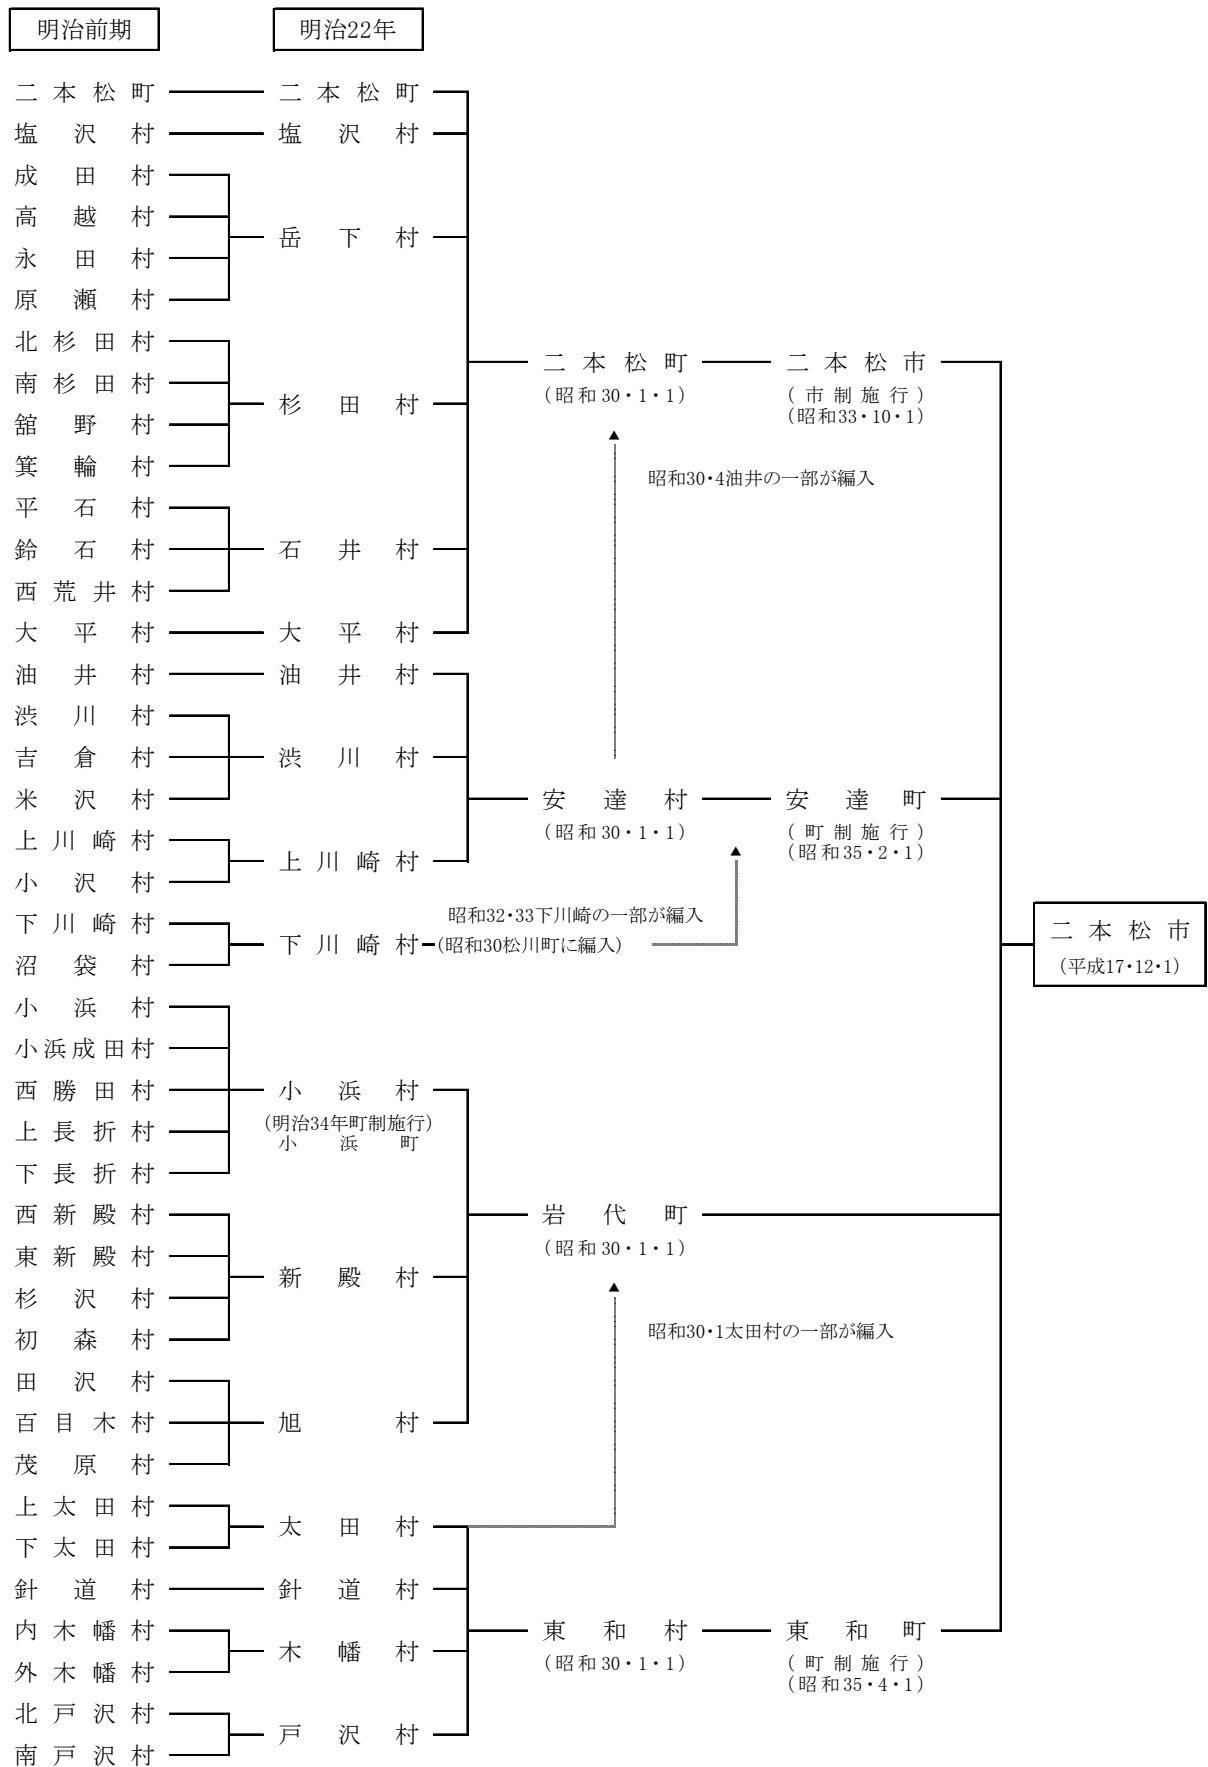 明治前期
明治22年
二本松町
塩沢村
成田村
高越村
永田村
原瀬村
北杉田村
南杉田村
舘野村
箕輪村
平石村
鈴石村
西荒井村
大平村
油井村
渋川村
吉倉村
米沢村
上川崎村
小沢村
下川崎村
沼袋村
小浜村
小浜成田村
西勝田村
上長折村
下長折村
西新殿村
東新殿村
杉沢村
初森村
田沢村
百目木村
茂原村
上太田村
下太田村
針道村
内木幡村
外木幡村
北戸沢村
南戸沢村
二本松町
塩沢村
岳下村
杉田村
石井村
大平村
油井村
渋川村
上川崎村
下川崎村
(昭和30松川町に編入)
昭和32・33下川崎の一部が編入
小浜村
(明治34年町制施行)
小浜町
新殿村
旭村
太田村
針道村
木幡村
戸沢村
二本松町
(昭和30・1・1)
昭和30・4油井の一部が編入
安達村
(昭和30・1・1)
岩代町
(昭和30・1・1)
昭和30・1太田村の一部が編入
東和村
(昭和30・1・1)
二本松市
(市制施行)
(昭和33・10・1)
安達町
(町制施行)
(昭和35・2・1)
東和町
(町制施行)
(昭和35・4・1)
二本松市
(平成17・12・1)